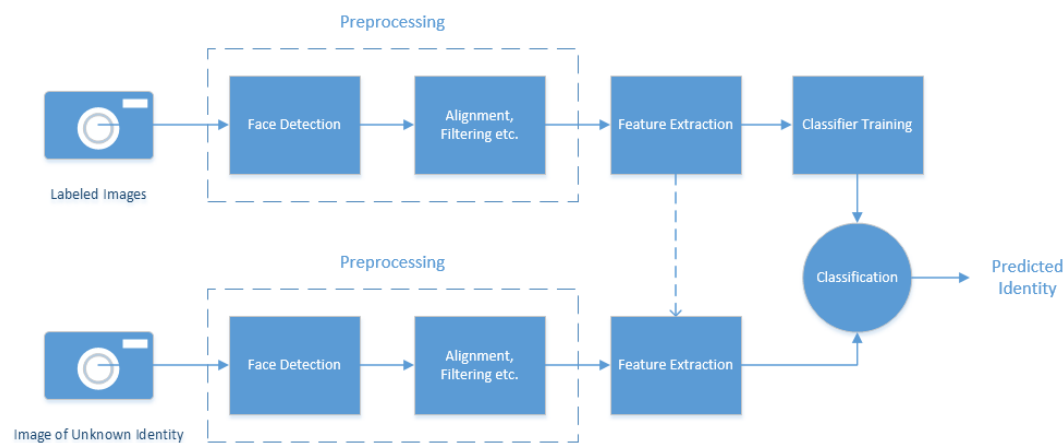 Preprocessing
Face Detection
Alignment,
Filtering etc.
Feature Extraction
Classifier Training
Labeled Images
Preprocessing
Classification
Predicted
Identity
Face Detection
Alignment,
Filtering etc.
Feature Extraction
Image of Unknown Identity